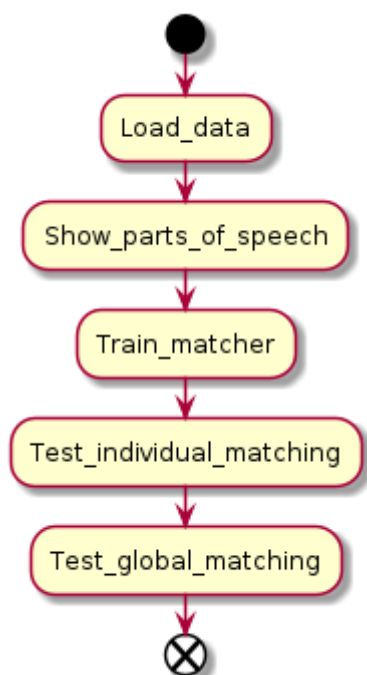 Load_data
Show_parts_of_speech
Train_matcher
Test_individual_matching
Test_global_matching